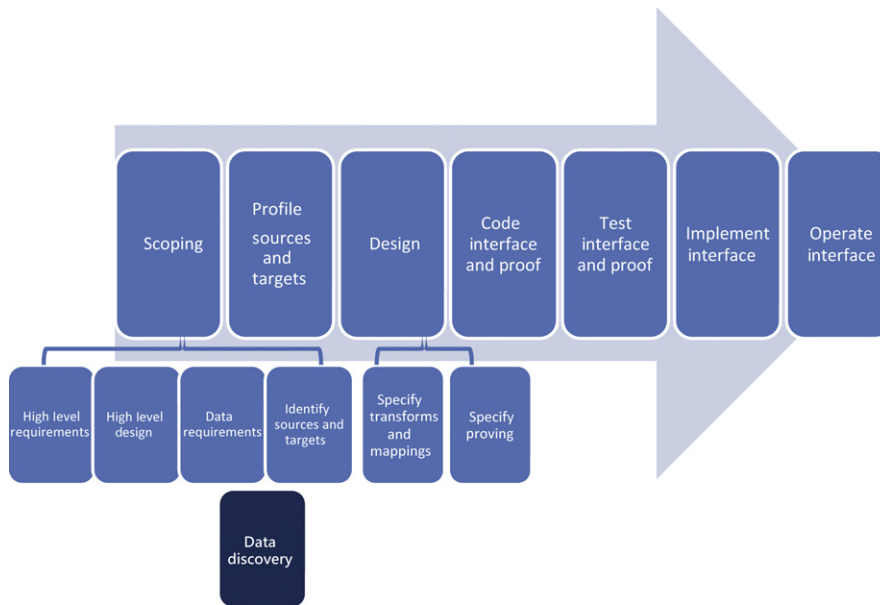 Scoping
Profile
sources
and
targets
Design
Code
interface
and proof
Test
interface
and proof
Implement
interface
Operate
interface
High level
requirements
High level
design
Data
requirements
Identify
sources and
targets
Specify
transforms
and
mappings
Specify
proving
Data
discovery